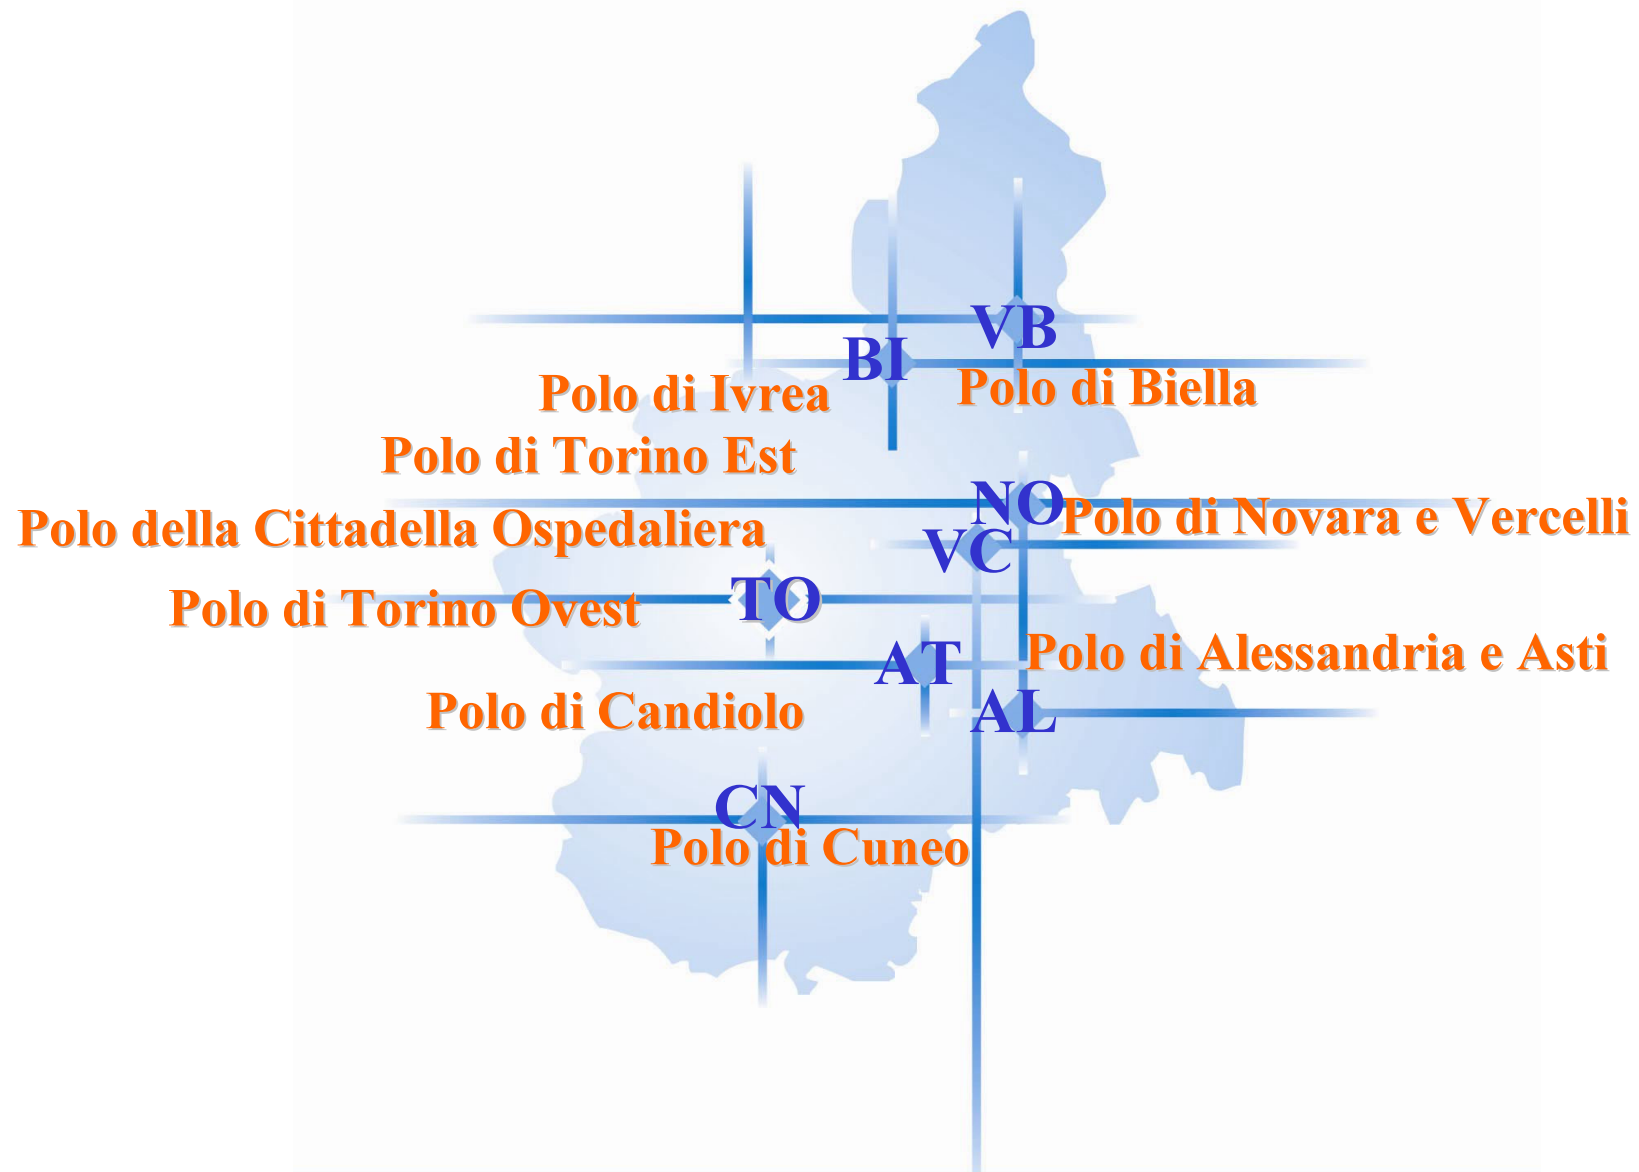 VB
BI
Polo di Ivrea
Polo di Biella
Polo di Torino Est
NO
Polo di Novara e Vercelli
Polo della Cittadella Ospedaliera
VC
TO
Polo di Torino Ovest
AT
Polo di Alessandria e Asti
Polo di Candiolo
AL
CN
Polo di Cuneo